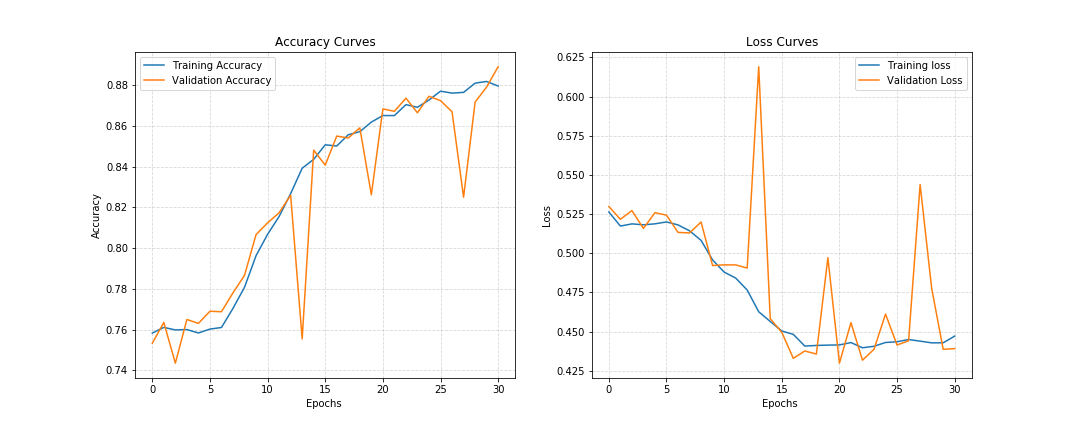 Accuracy Curves
Training Accuracy
Validation Accuracy
0.88
0.86
0.84
0.82
0.80
0.78
0.76
0.74
Accuracy
0 5 10 15 20 25 30
Epochs
Loss Curves
Training loss
Validation Loss
0.625
0.600
0.575
0.550
0.525
0.500
0.475
0.450
0.425
Loss
0 5 10 15 20 25 30
Epochs